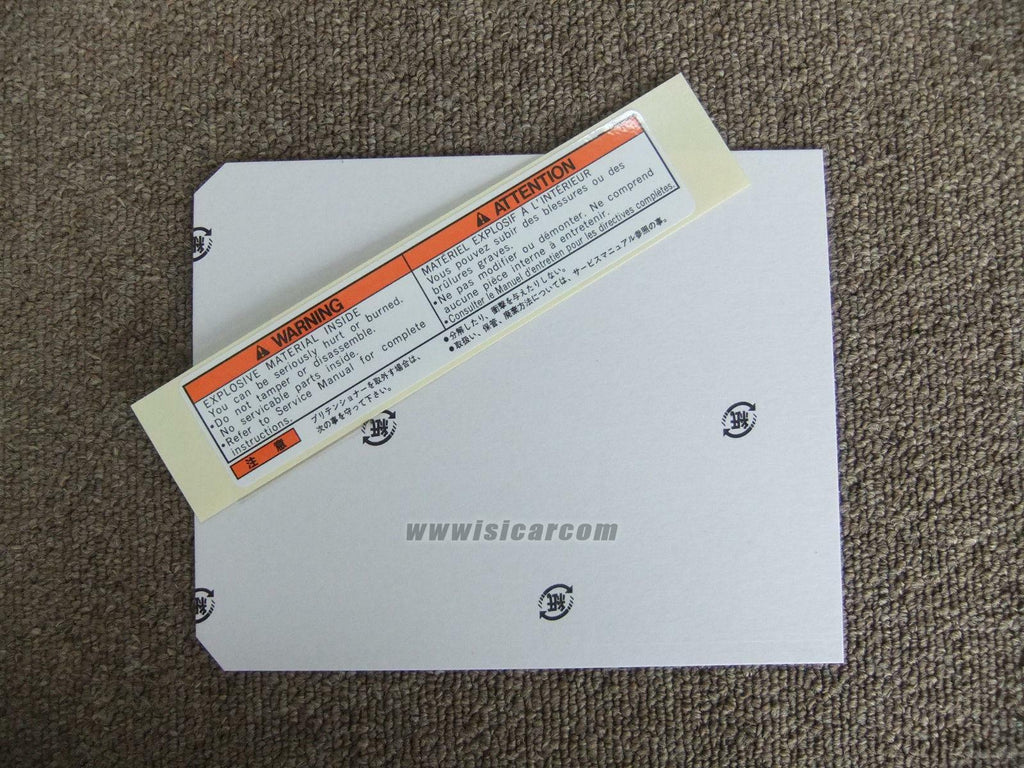 ⚠ WARNING
EXPLOSIVE MATERIAL INSIDE
You can be seriously hurt or burned.
•Do not tamper or disassemble.
No servicable parts inside.
•Refer to Service Manual for complete
instructions.
⚠ ATTENTION
MATÉRIEL EXPLOSIF À L'INTÉRIEUR
Vous pouvez subir des blessures ou des
brûlures graves.
•Ne pas modifier ou démonter. Ne comprend
aucune pièce interne à entretenir.
•Consulter le Manuel d'entretien pour les directives complètes.
注 意
プリテンショナーを取外す場合は、
次の事を守って下さい。
●分解したり、衝撃を与えたりしない。
●取扱い、保管、廃棄方法については、サービスマニュアル参照の事。
wwwisicarcom